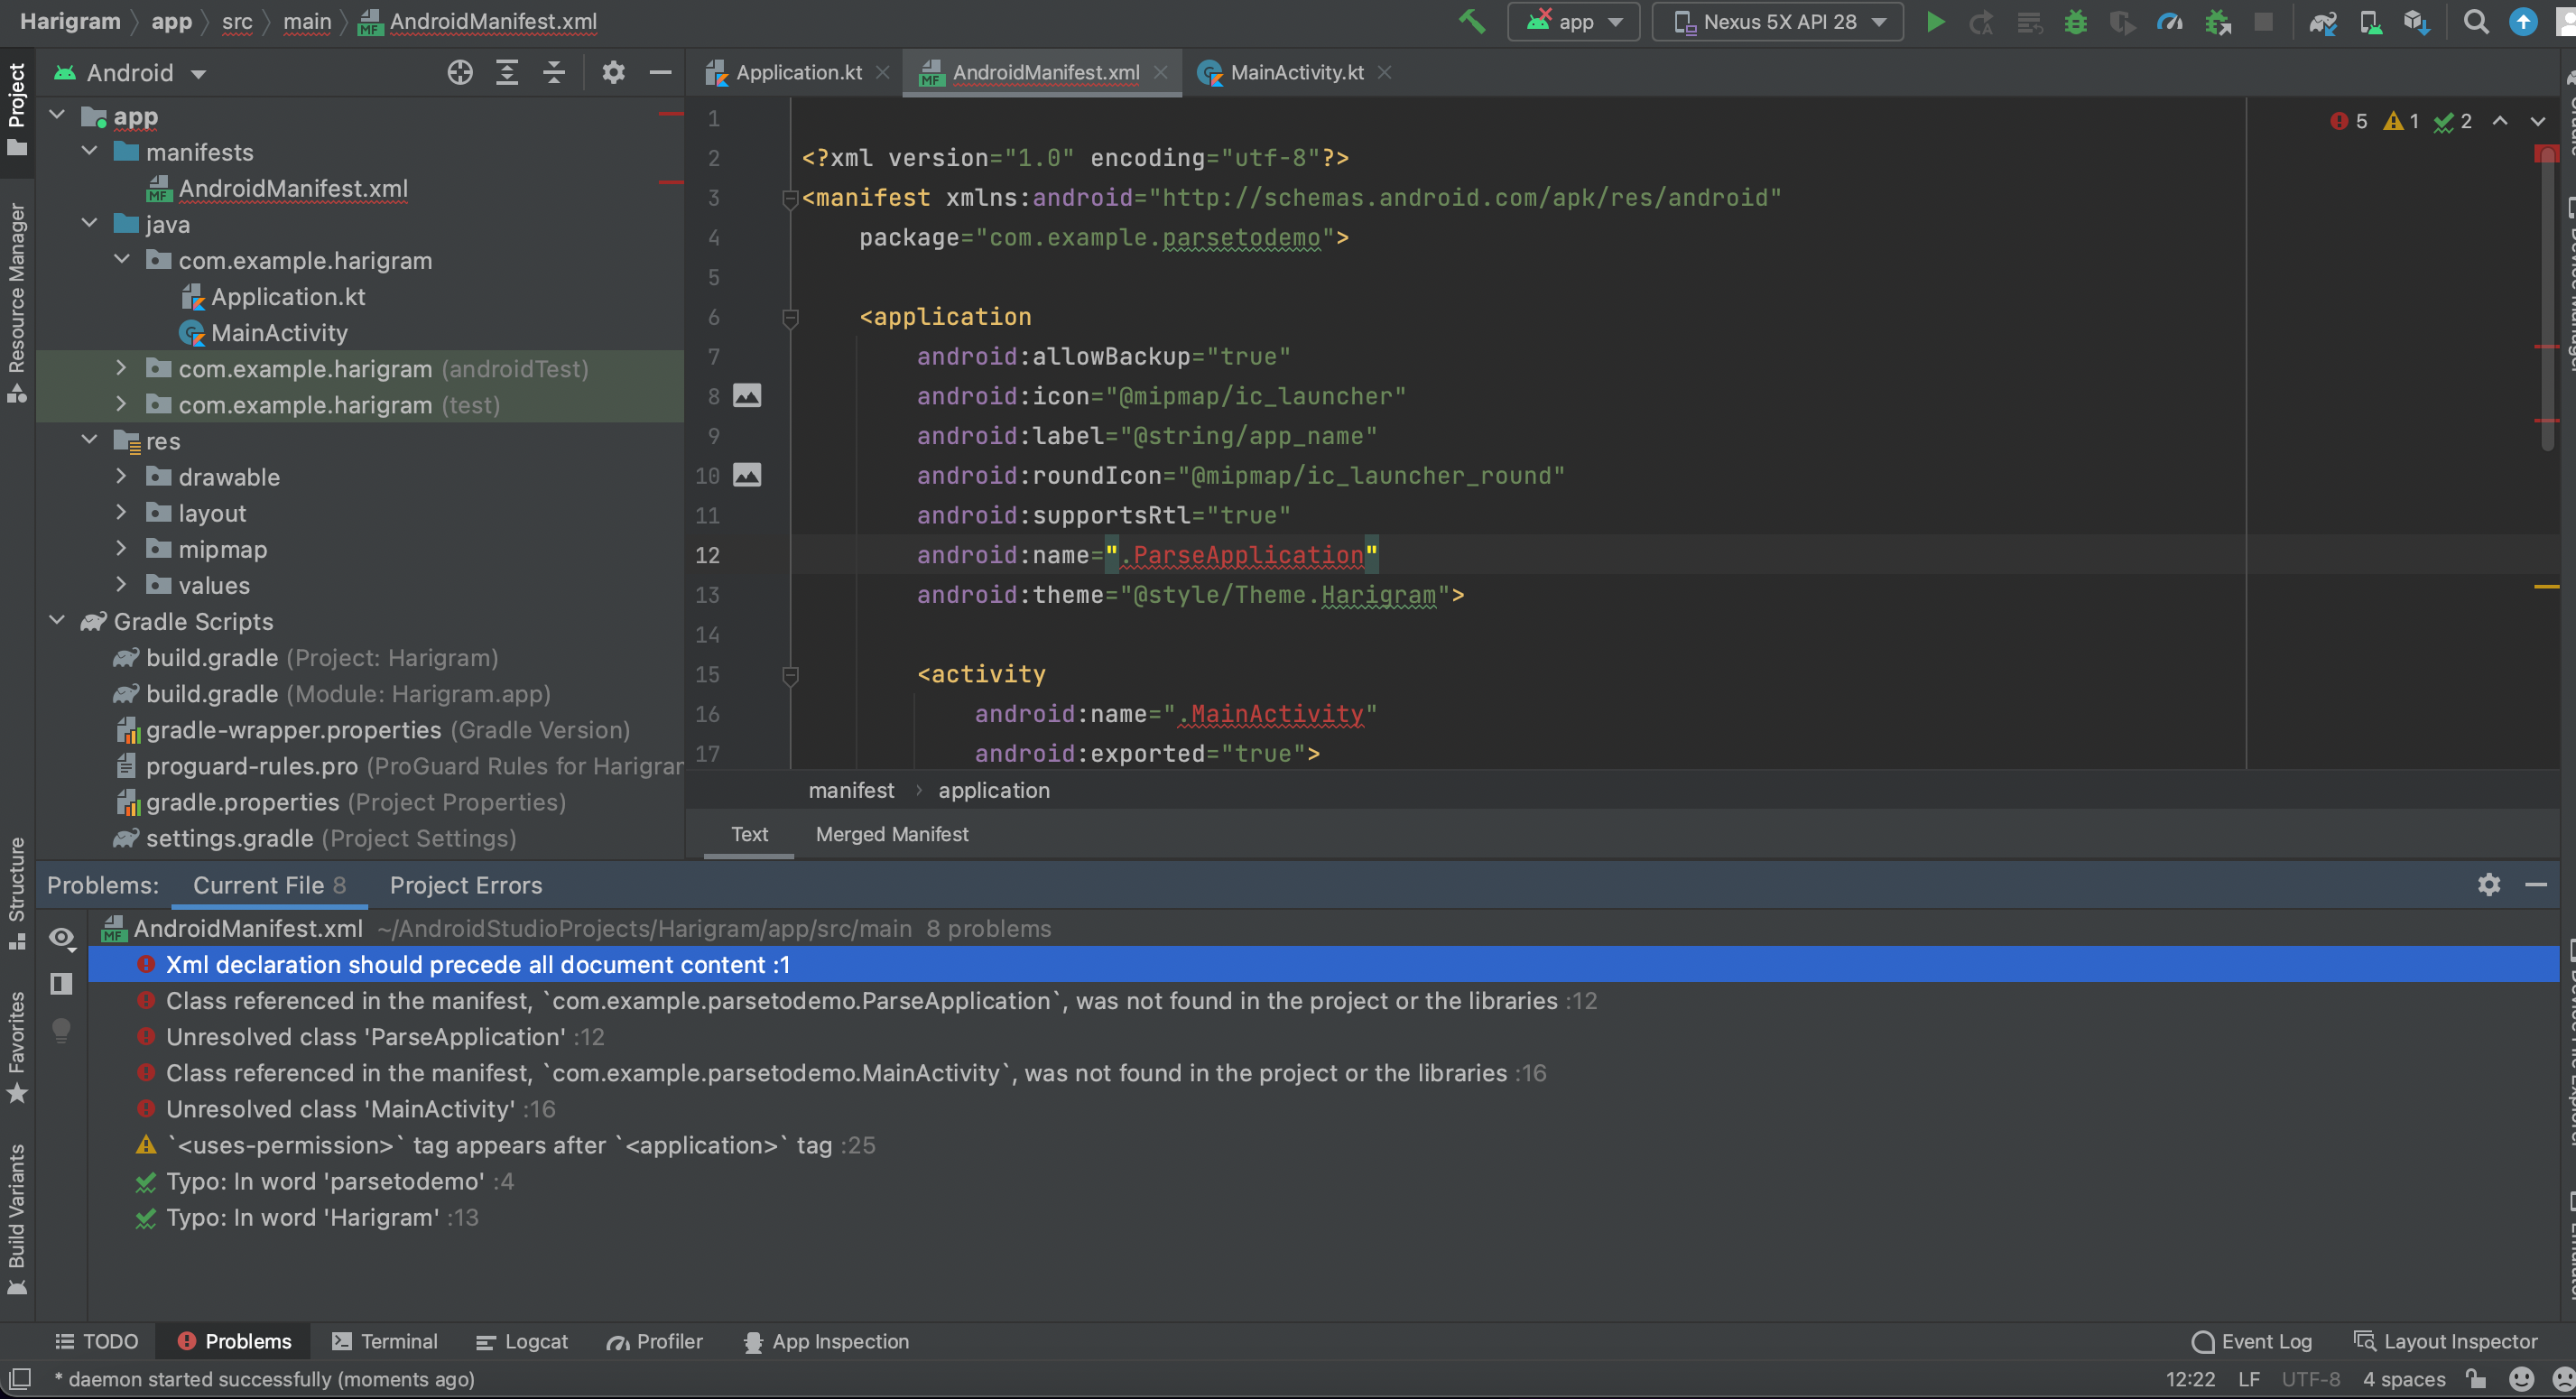 Harigram app src main AndroidManifest.xml app Nexus 5X API 28
Project
Android
Application.kt AndroidManifest.xml MainActivity.kt
app
manifests
AndroidManifest.xml
java
com.example.harigram
Application.kt
MainActivity
com.example.harigram (androidTest)
com.example.harigram (test)
res
drawable
layout
mipmap
values
Gradle Scripts
build.gradle (Project: Harigram)
build.gradle (Module: Harigram.app)
gradle-wrapper.properties (Gradle Version)
proguard-rules.pro (ProGuard Rules for Harigram
gradle.properties (Project Properties)
settings.gradle (Project Settings)
Resource Manager
Structure
Favorites
Build Variants
5 1 2
1
2 <?xml version="1.0" encoding="utf-8"?>
3 <manifest xmlns:android="http://schemas.android.com/apk/res/android"
4 package="com.example.parsetodemo">
5
6 <application
7 android:allowBackup="true"
8 android:icon="@mipmap/ic_launcher"
9 android:label="@string/app_name"
10 android:roundIcon="@mipmap/ic_launcher_round"
11 android:supportsRtl="true"
12 android:name=".ParseApplication"
13 android:theme="@style/Theme.Harigram">
14
15 <activity
16 android:name=".MainActivity"
17 android:exported="true">
manifest application
Text Merged Manifest
Problems: Current File 8 Project Errors
AndroidManifest.xml ~/AndroidStudioProjects/Harigram/app/src/main 8 problems
Xml declaration should precede all document content :1
Class referenced in the manifest, `com.example.parsetodemo.ParseApplication`, was not found in the project or the libraries :12
Unresolved class 'ParseApplication' :12
Class referenced in the manifest, `com.example.parsetodemo.MainActivity`, was not found in the project or the libraries :16
Unresolved class 'MainActivity' :16
`<uses-permission>` tag appears after `<application>` tag :25
Typo: In word 'parsetodemo' :4
Typo: In word 'Harigram' :13
TODO Problems Terminal Logcat Profiler App Inspection Event Log Layout Inspector
* daemon started successfully (moments ago) 12:22 LF UTF-8 4 spaces